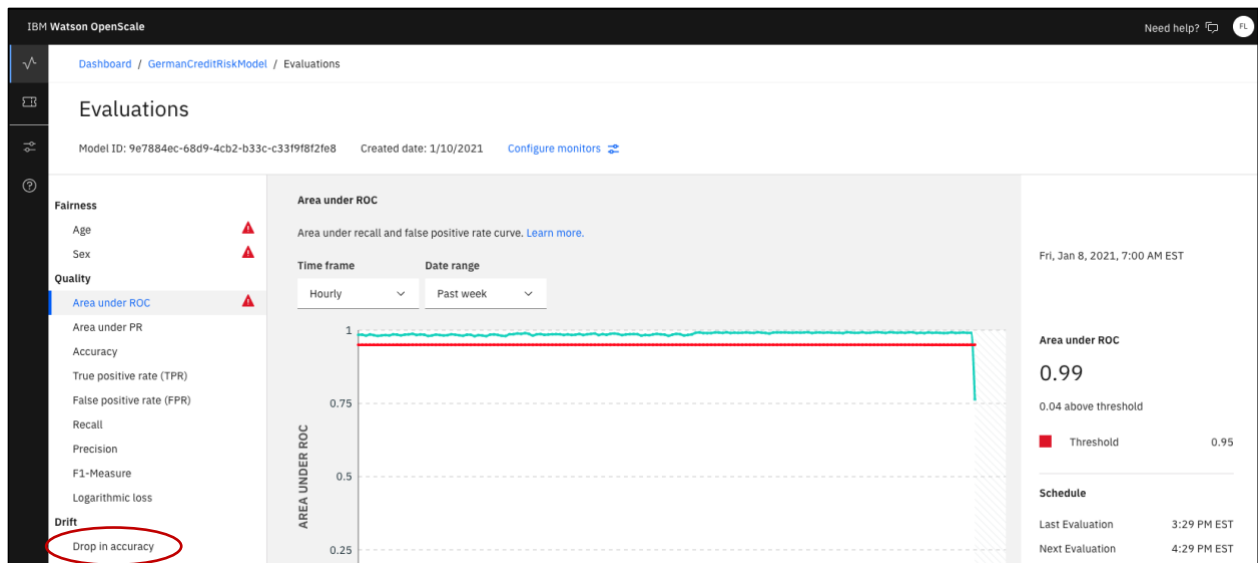 IBM Watson OpenScale
Need help?
FL
Dashboard / GermanCreditRiskModel / Evaluations
Evaluations
Model ID: 9e7884ec-68d9-4cb2-b33c-c33f9f8f2fe8 Created date: 1/10/2021 Configure monitors
Fairness
Age
Sex
Quality
Area under ROC
Area under PR
Accuracy
True positive rate (TPR)
False positive rate (FPR)
Recall
Precision
F1-Measure
Logarithmic loss
Drift
Drop in accuracy
Area under ROC
Area under recall and false positive rate curve. Learn more.
Time frame Date range
Hourly Past week
1
0.75
0.5
0.25
AREA UNDER ROC
Fri, Jan 8, 2021, 7:00 AM EST
Area under ROC
0.99
0.04 above threshold
Threshold 0.95
Schedule
Last Evaluation 3:29 PM EST
Next Evaluation 4:29 PM EST